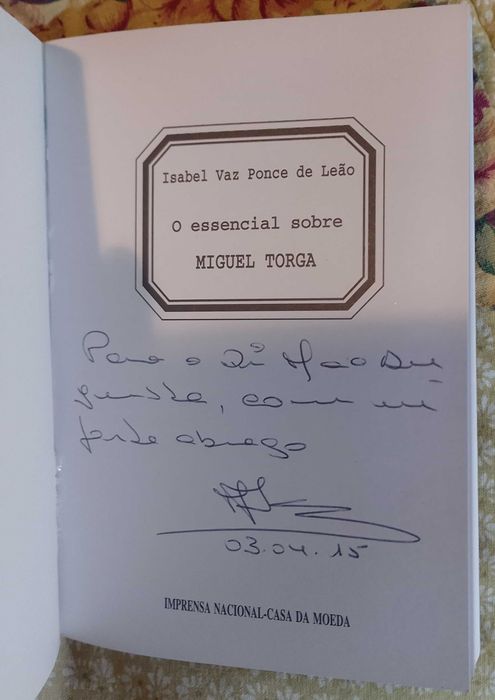 Isabel Vaz Ponce de Leão
O essencial sobre
MIGUEL TORGA
Para o
com
forte abraço
03.04.15
IMPRENSA NACIONAL-CASA DA MOEDA